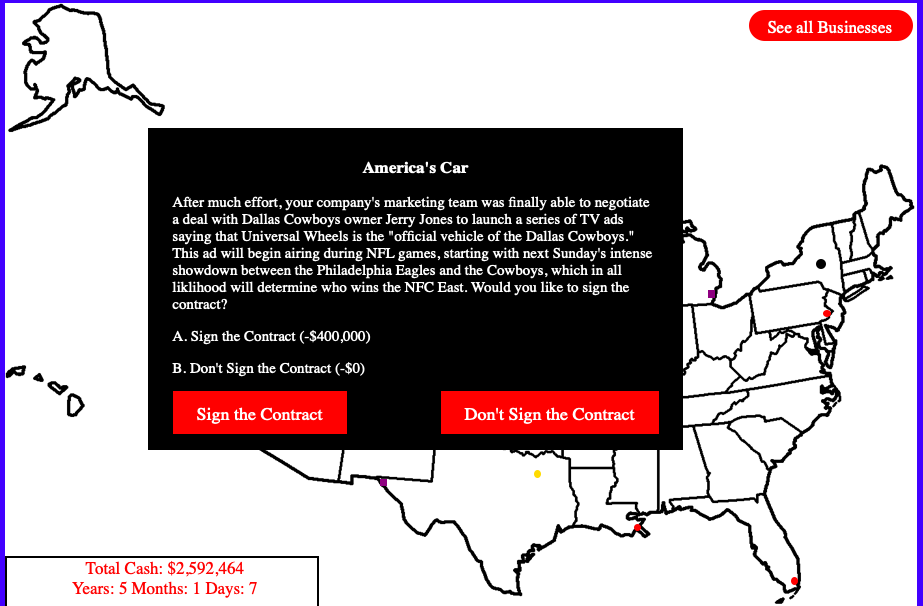 See all Businesses
America's Car
After much effort, your company's marketing team was finally able to negotiate
a deal with Dallas Cowboys owner Jerry Jones to launch a series of TV ads
saying that Universal Wheels is the "official vehicle of the Dallas Cowboys."
This ad will begin airing during NFL games, starting with next Sunday's intense
showdown between the Philadelphia Eagles and the Cowboys, which in all
liklihood will determine who wins the NFC East. Would you like to sign the
contract?
A. Sign the Contract (-$400,000)
B. Don't Sign the Contract (-$0)
Sign the Contract
Don't Sign the Contract
Total Cash: $2,592,464
Years: 5 Months: 1 Days: 7